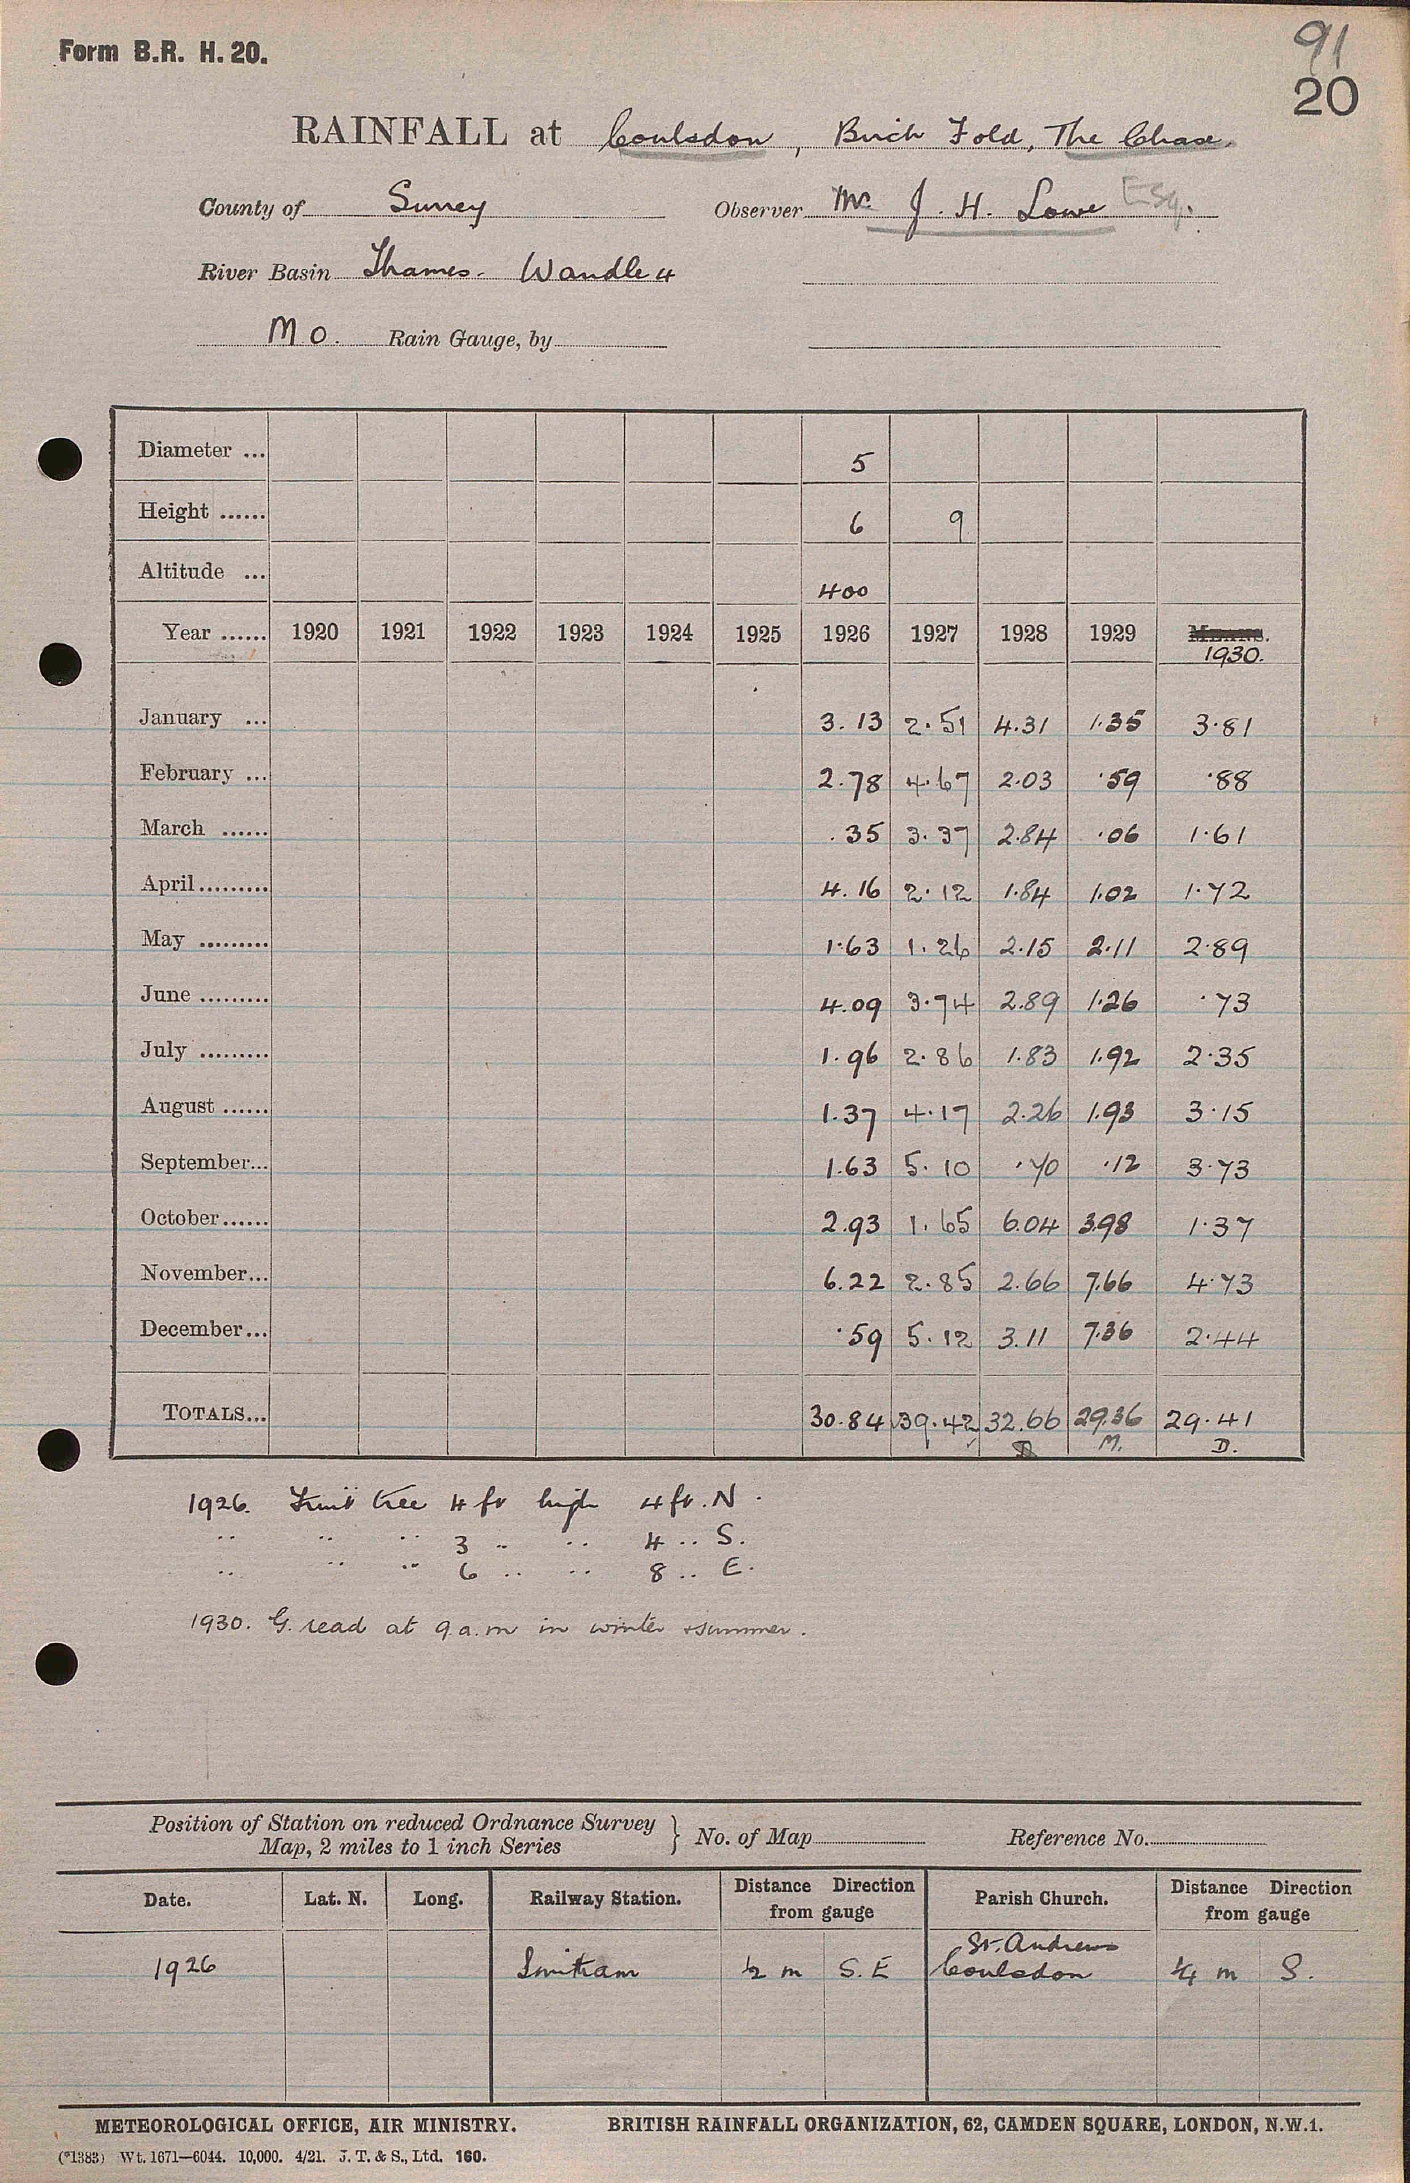 Form B.R. H. 20.
91
20
RAINFALL at Coulsdon, Birch Fold, The Chase.
County of Surrey Observer Mr. J. H. Lowe Esq.
River Basin Thames - Wandle 4
M O. Rain Gauge, by
Diameter ... 5
Height ...... 6 9
Altitude ... 400
Year ...... 1920 1921 1922 1923 1924 1925 1926 1927 1928 1929 MEANS.
1930.
January ... 3.13 2.51 4.31 1.35 3.81
February ... 2.78 4.67 2.03 .59 .88
March ...... .35 3.37 2.84 .06 1.61
April ......... 4.16 2.12 1.84 1.02 1.72
May ......... 1.63 1.26 2.15 2.11 2.89
June ......... 4.09 3.74 2.89 1.26 .73
July ......... 1.96 2.86 1.83 1.92 2.35
August ...... 1.37 4.17 2.26 1.93 3.15
September... 1.63 5.10 .70 .12 3.73
October...... 2.93 1.65 6.04 3.98 1.37
November... 6.22 2.85 2.66 7.66 4.73
December... .59 5.12 3.11 7.36 2.44
TOTALS... 30.84 39.42 32.66 29.36 29.41
M. D.
1926. Fruit tree 4 ft high 4 ft. N.
.. .. .. 3 .. .. 4 .. S.
.. .. .. 6 .. .. 8 .. E.
1930. G. read at 9 a.m in winter & summer.
Position of Station on reduced Ordnance Survey
Map, 2 miles to 1 inch Series } No. of Map Reference No.
Date. Lat. N. Long. Railway Station. Distance Direction from gauge Parish Church. Distance Direction from gauge
1926 Smitham ½ m S.E St. Andrews Coulsdon ¼ m S.
METEOROLOGICAL OFFICE, AIR MINISTRY. BRITISH RAINFALL ORGANIZATION, 62, CAMDEN SQUARE, LONDON, N.W.1.
(*1383) Wt. 1671—6044. 10,000. 4/21. J. T. & S., Ltd. 160.